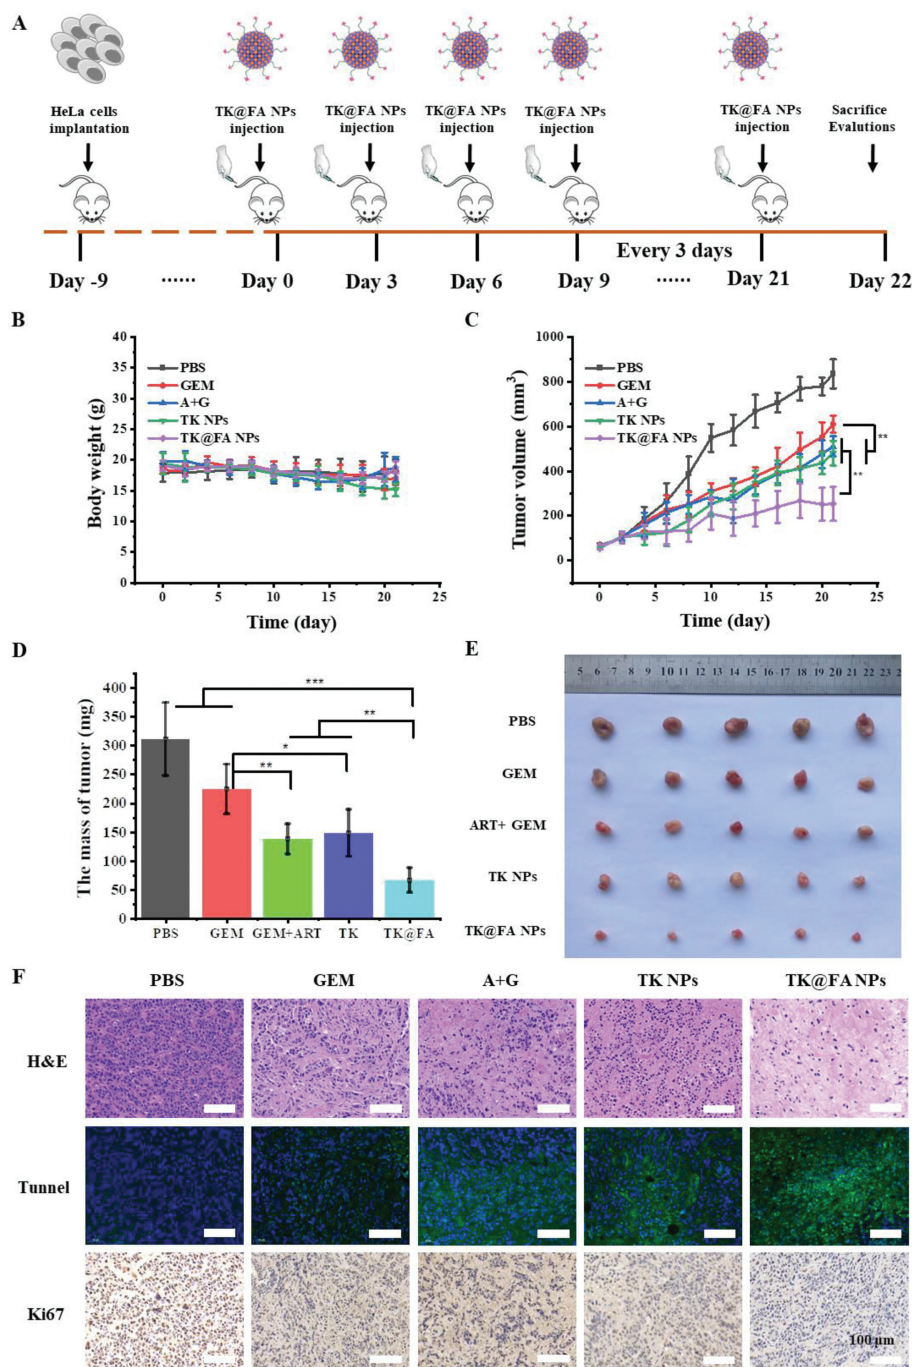 A
HeLa cells
implantation
TK@FA NPs
injection
TK@FA NPs
injection
TK@FA NPs
injection
TK@FA NPs
injection
TK@FA NPs
injection
Sacrifice
Evalutions
Every 3 days
Day -9 ...... Day 0 Day 3 Day 6 Day 9 ...... Day 21 Day 22
B
Body weight (g)
40
35
30
25
20
15
10
5
0
PBS
GEM
A+G
TK NPs
TK@FA NPs
0 5 10 15 20 25
Time (day)
C
Tumor volume (mm³)
1000
800
600
400
200
0
PBS
GEM
A+G
TK NPs
TK@FA NPs
**
**
0 5 10 15 20 25
Time (day)
D
The mass of tumor (mg)
400
350
300
250
200
150
100
50
0
***
**
*
**
PBS GEM GEM+ART TK TK@FA
E
5 6 7 8 9 10 11 12 13 14 15 16 17 18 19 20 21 22 23 2
PBS
GEM
ART+ GEM
TK NPs
TK@FA NPs
F
PBS GEM A+G TK NPs TK@FA NPs
H&E
Tunnel
Ki67
100 μm